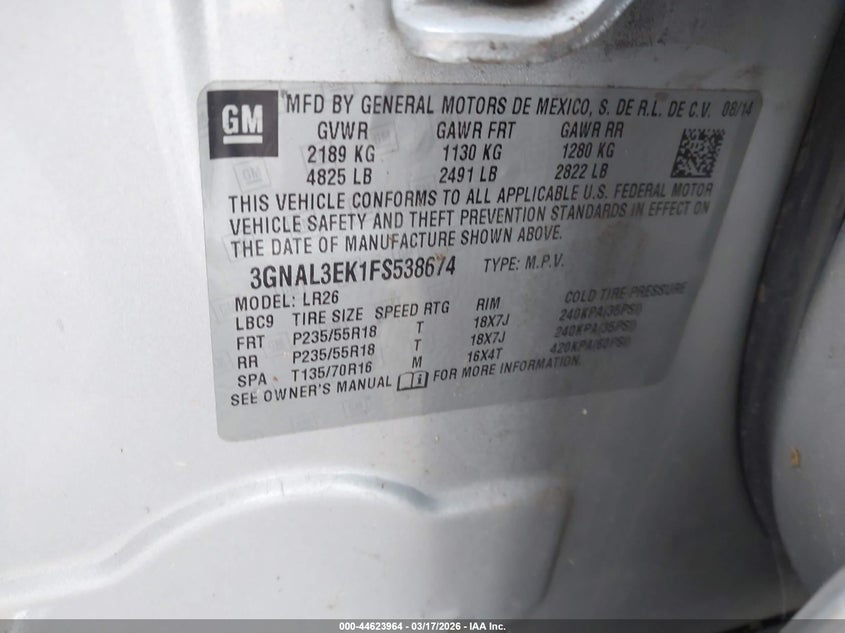 GM MFD BY GENERAL MOTORS DE MEXICO, S. DE R.L. DE C.V. 08/14
GVWR GAWR FRT GAWR RR
2189 KG 1130 KG 1280 KG
4825 LB 2491 LB 2822 LB
THIS VEHICLE CONFORMS TO ALL APPLICABLE U.S. FEDERAL MOTOR
VEHICLE SAFETY AND THEFT PREVENTION STANDARDS IN EFFECT ON
THE DATE OF MANUFACTURE SHOWN ABOVE.
3GNAL3EK1FS538674 TYPE: M.P.V.
MODEL: LR26
LBC9 TIRE SIZE SPEED RTG RIM COLD TIRE PRESSURE
FRT P235/55R18 T 18X7J 240KPA(35PSI)
RR P235/55R18 T 18X7J 240KPA(35PSI)
SPA T135/70R16 M 16X4T 420KPA(60PSI)
SEE OWNER'S MANUAL FOR MORE INFORMATION.
000-44623964 - 03/17/2026 - IAA Inc.